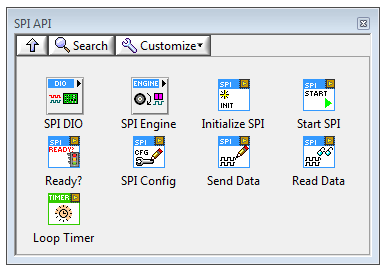 SPI API
Search
Customize
DIO
ENGINE
SPI
INIT
SPI
START
SPI DIO
SPI Engine
Initialize SPI
Start SPI
SPI
READY?
SPI
CFG
SPI
SPI
Ready?
SPI Config
Send Data
Read Data
TIMER
Loop Timer